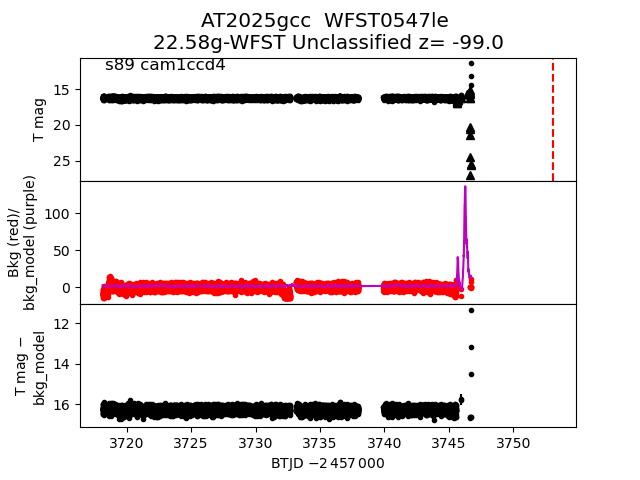 AT2025gcc  WFST0547le
22.58g-WFST Unclassified z= -99.0
s89 cam1ccd4
T mag
15
20
25
Bkg (red)/
bkg_model (purple)
100
50
0
T mag −
bkg_model
12
14
16
3720 3725 3730 3735 3740 3745 3750
BTJD −2 457 000